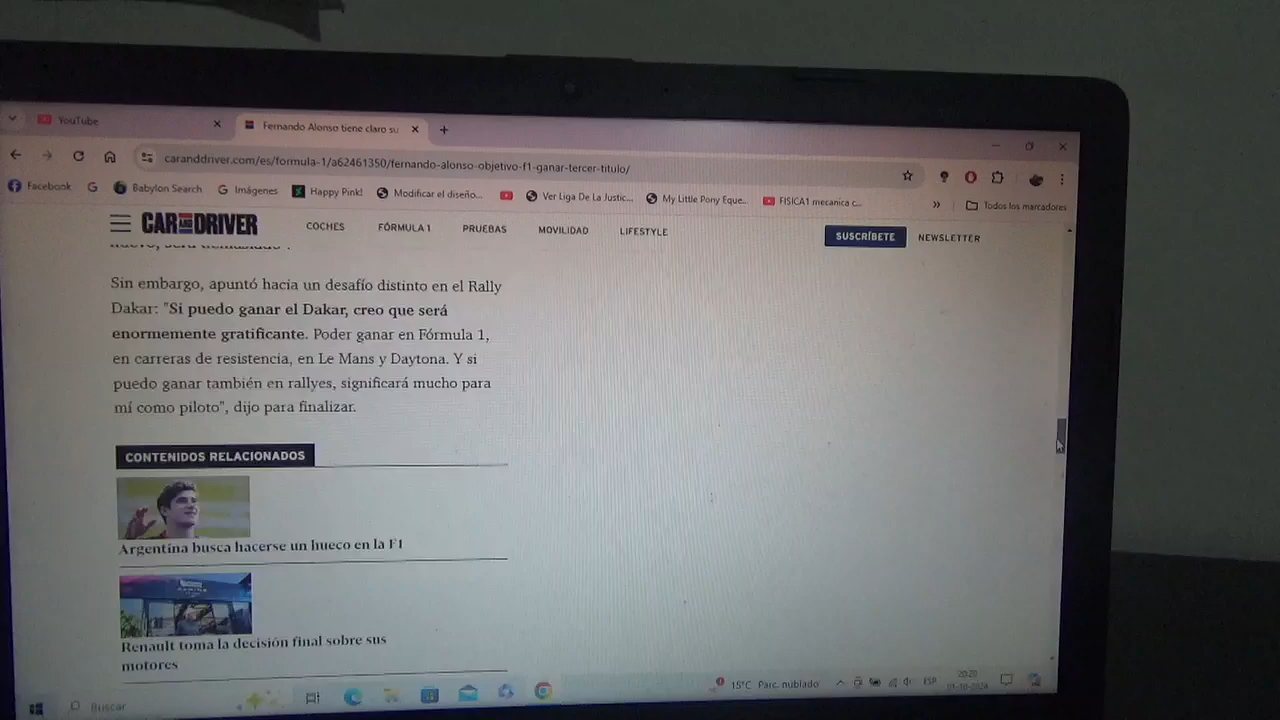 YouTube
Fernando Alonso tiene claro su
caranddriver.com/es/formula-1/a62461350/fernando-alonso-objetivo-f1-ganar-tercer-titulo/
Facebook
Babylon Search
Imágenes
Happy Pink!
Modificar el diseño...
Ver Liga De La Justic...
My Little Pony Eque...
FISICA1 mecanica c...
»
Todos los marcadores
CAR AND DRIVER
COCHES
FÓRMULA 1
PRUEBAS
MOVILIDAD
LIFESTYLE
SUSCRÍBETE
NEWSLETTER
Sin embargo, apuntó hacia un desafío distinto en el Rally
Dakar: "Si puedo ganar el Dakar, creo que será
enormemente gratificante. Poder ganar en Fórmula 1,
en carreras de resistencia, en Le Mans y Daytona. Y si
puedo ganar también en rallyes, significará mucho para
mí como piloto", dijo para finalizar.
CONTENIDOS RELACIONADOS
Argentina busca hacerse un hueco en la F1
Renault toma la decisión final sobre sus
motores
Buscar
15°C Parc. nublado
ESP
20:20
01-10-2024